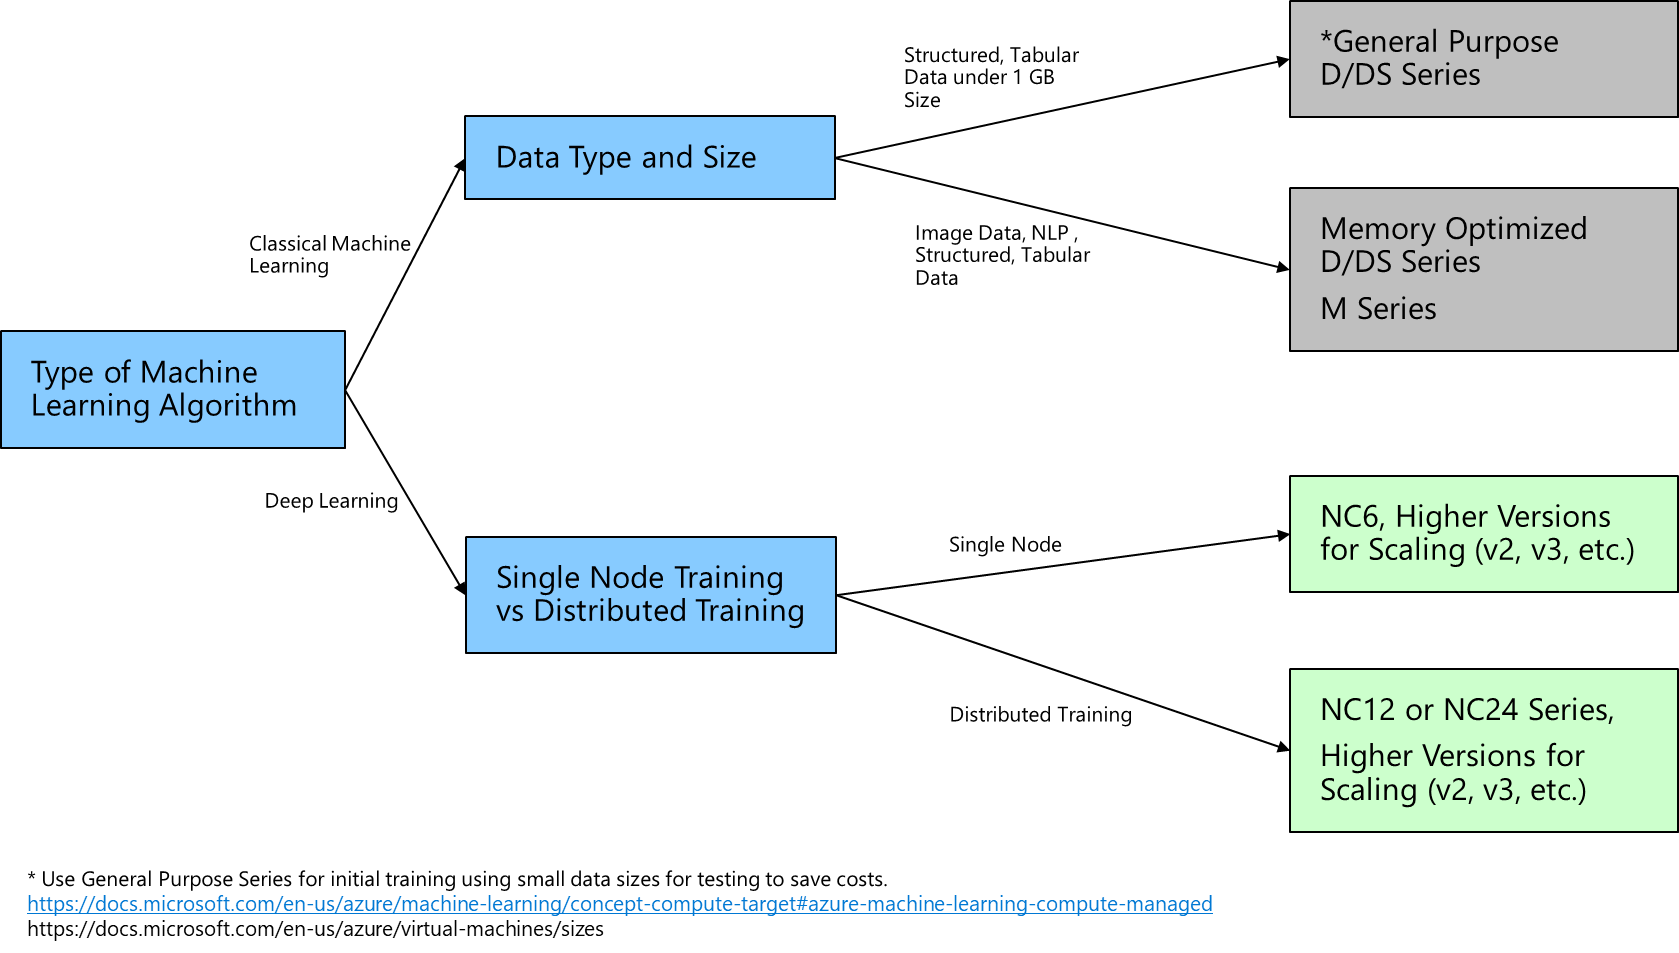 Structured, Tabular
Data under 1 GB
Size
*General Purpose
D/DS Series
Data Type and Size
Classical Machine
Learning
Image Data, NLP ,
Structured, Tabular
Data
Memory Optimized
D/DS Series
M Series
Type of Machine
Learning Algorithm
Deep Learning
Single Node Training
vs Distributed Training
Single Node
NC6, Higher Versions
for Scaling (v2, v3, etc.)
Distributed Training
NC12 or NC24 Series,
Higher Versions for
Scaling (v2, v3, etc.)
* Use General Purpose Series for initial training using small data sizes for testing to save costs.
https://docs.microsoft.com/en-us/azure/machine-learning/concept-compute-target#azure-machine-learning-compute-managed
https://docs.microsoft.com/en-us/azure/virtual-machines/sizes